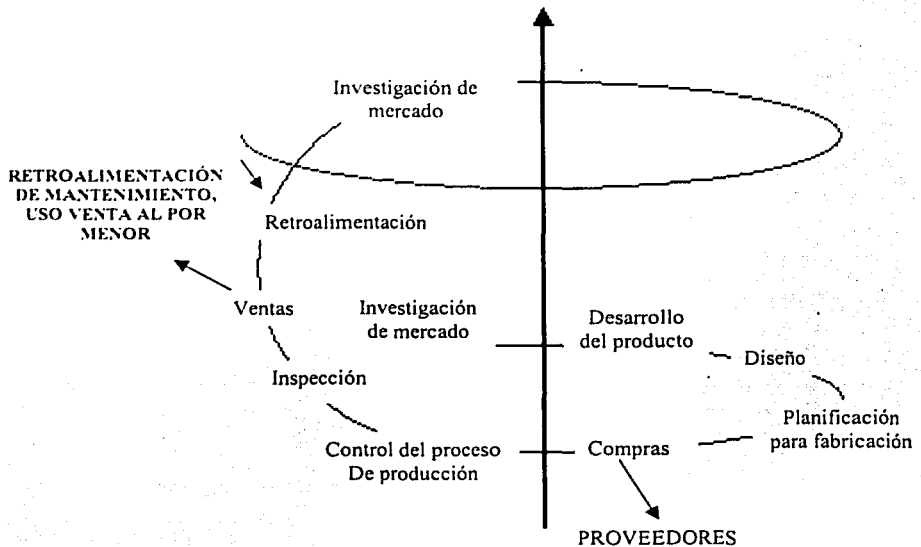 Investigación de
mercado
RETROALIMENTACIÓN
DE MANTENIMIENTO,
USO VENTA AL POR
MENOR
Retroalimentación
Ventas
Investigación
de mercado
Desarrollo
del producto
Diseño
Inspección
Planificación
para fabricación
Control del proceso
De producción
Compras
PROVEEDORES